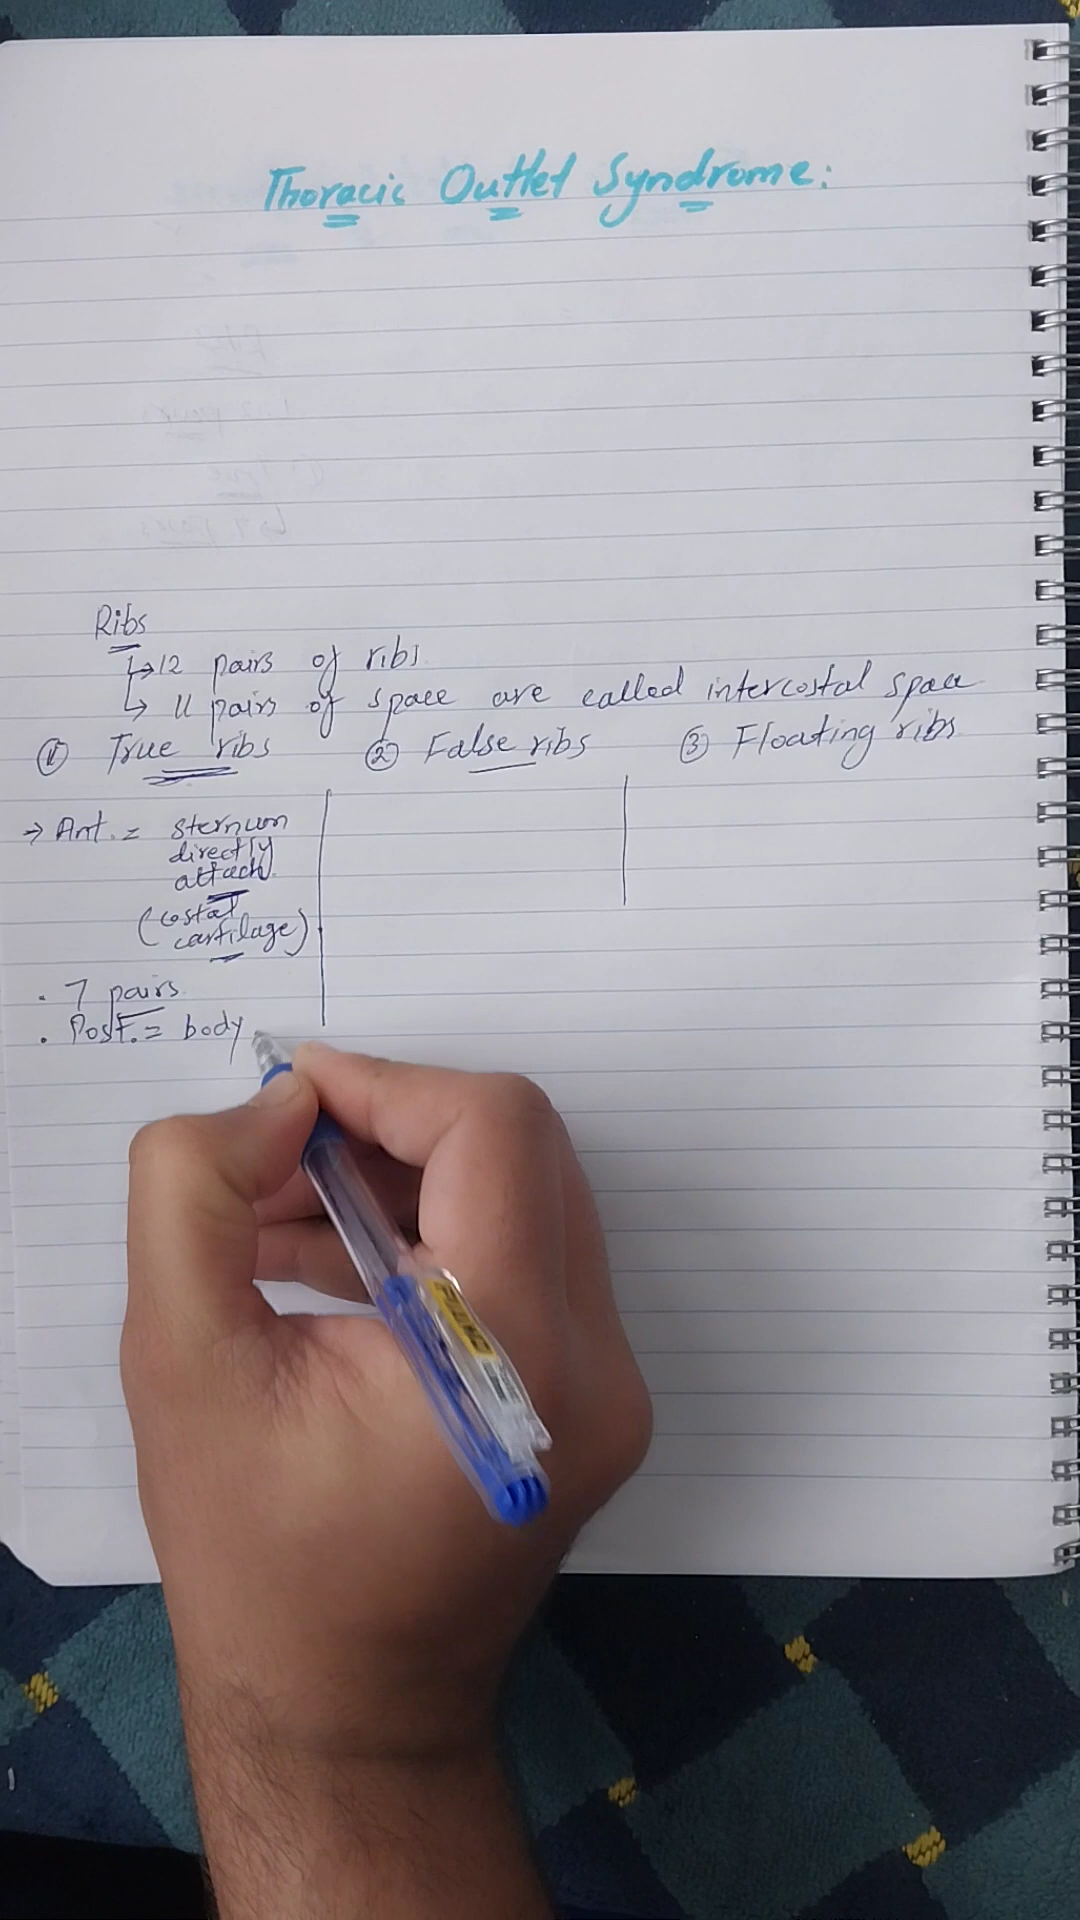 Thoracic Outlet Syndrome:
Ribs
↳ 12 pairs of ribs.
↳ 11 pairs of space are called intercostal space
① True ribs ② False ribs ③ Floating ribs
→ Ant. = sternum
directly
attach.
(costal
cartilage)
. 7 pairs.
. Post. = body